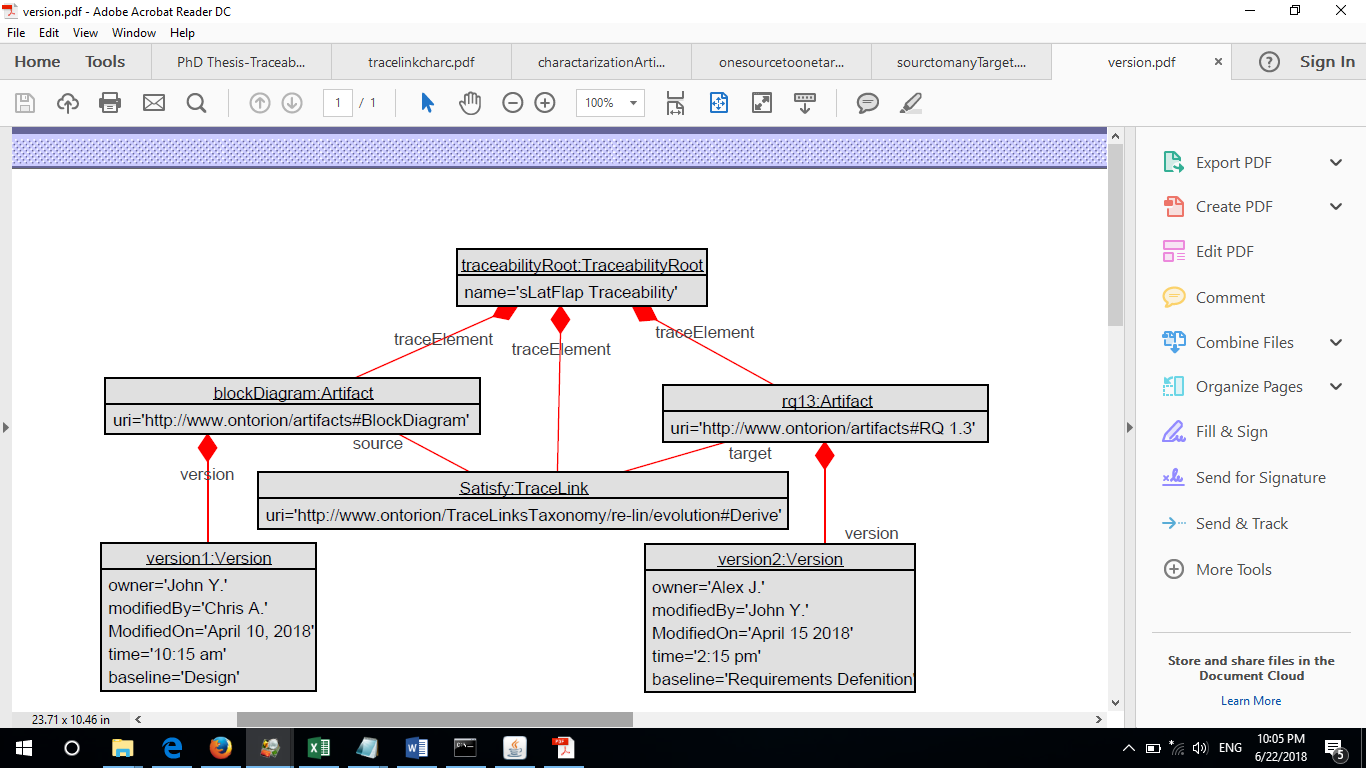 version.pdf - Adobe Acrobat Reader DC
File Edit View Window Help
Home Tools PhD Thesis-Traceab... tracelinkcharc.pdf charactarizationArti... onesourcetoonetar... sourctomanyTarget.... version.pdf × ? Sign In
1 / 1 100%
traceabilityRoot:TraceabilityRoot
name='sLatFlap Traceability'
traceElement
traceElement
traceElement
blockDiagram:Artifact
uri='http://www.ontorion/artifacts#BlockDiagram'
rq13:Artifact
uri='http://www.ontorion/artifacts#RQ 1.3'
source
target
version
Satisfy:TraceLink
uri='http://www.ontorion/TraceLinksTaxonomy/re-lin/evolution#Derive'
version
version1:Version
owner='John Y.'
modifiedBy='Chris A.'
ModifiedOn='April 10, 2018'
time='10:15 am'
baseline='Design'
version2:Version
owner='Alex J.'
modifiedBy='John Y.'
ModifiedOn='April 15 2018'
time='2:15 pm'
baseline='Requirements Defenition'
Export PDF
Create PDF
Edit PDF
Comment
Combine Files
Organize Pages
Fill & Sign
Send for Signature
Send & Track
More Tools
Store and share files in the
Document Cloud
Learn More
23.71 x 10.46 in
ENG
10:05 PM
6/22/2018
5